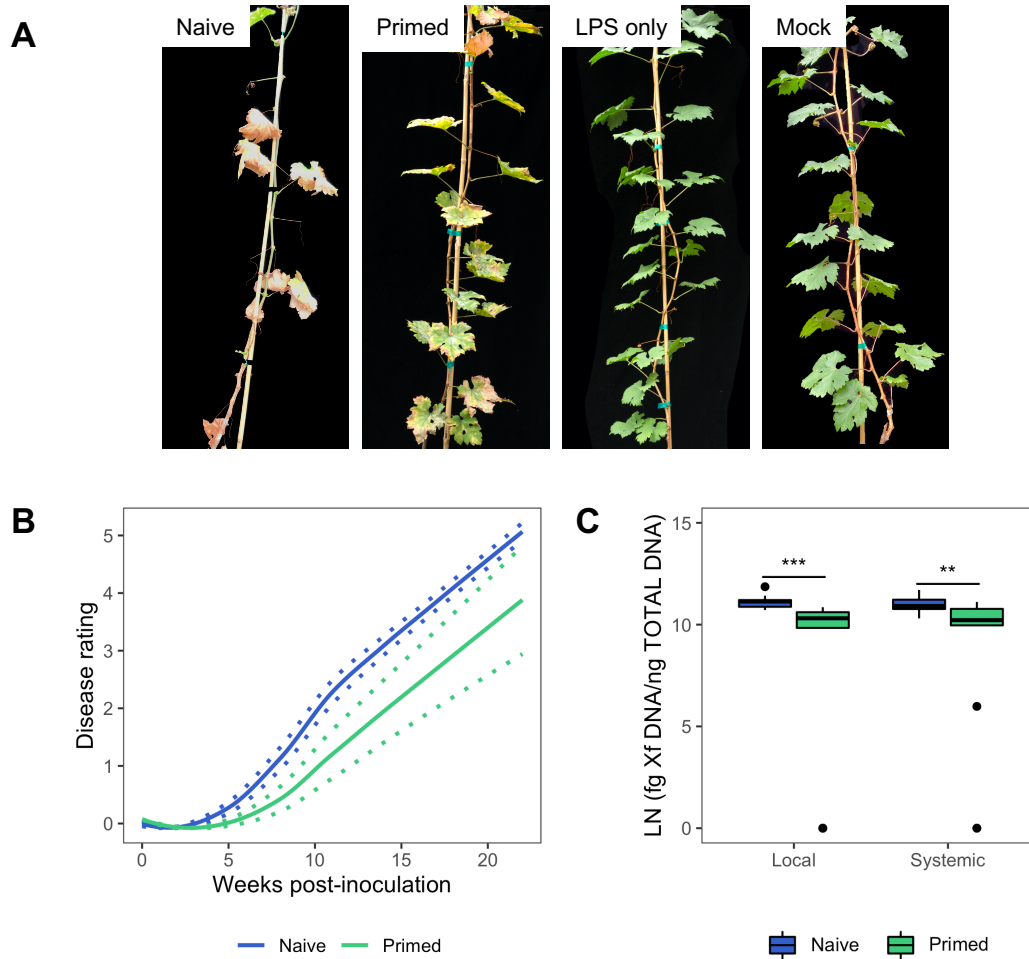 A
Naive
Primed
LPS only
Mock
B
Disease rating
5
4
3
2
1
0
0 5 10 15 20
Weeks post-inoculation
Naive Primed
C
LN (fg Xf DNA/ng TOTAL DNA)
15
10
5
0
***
**
Local Systemic
Naive Primed